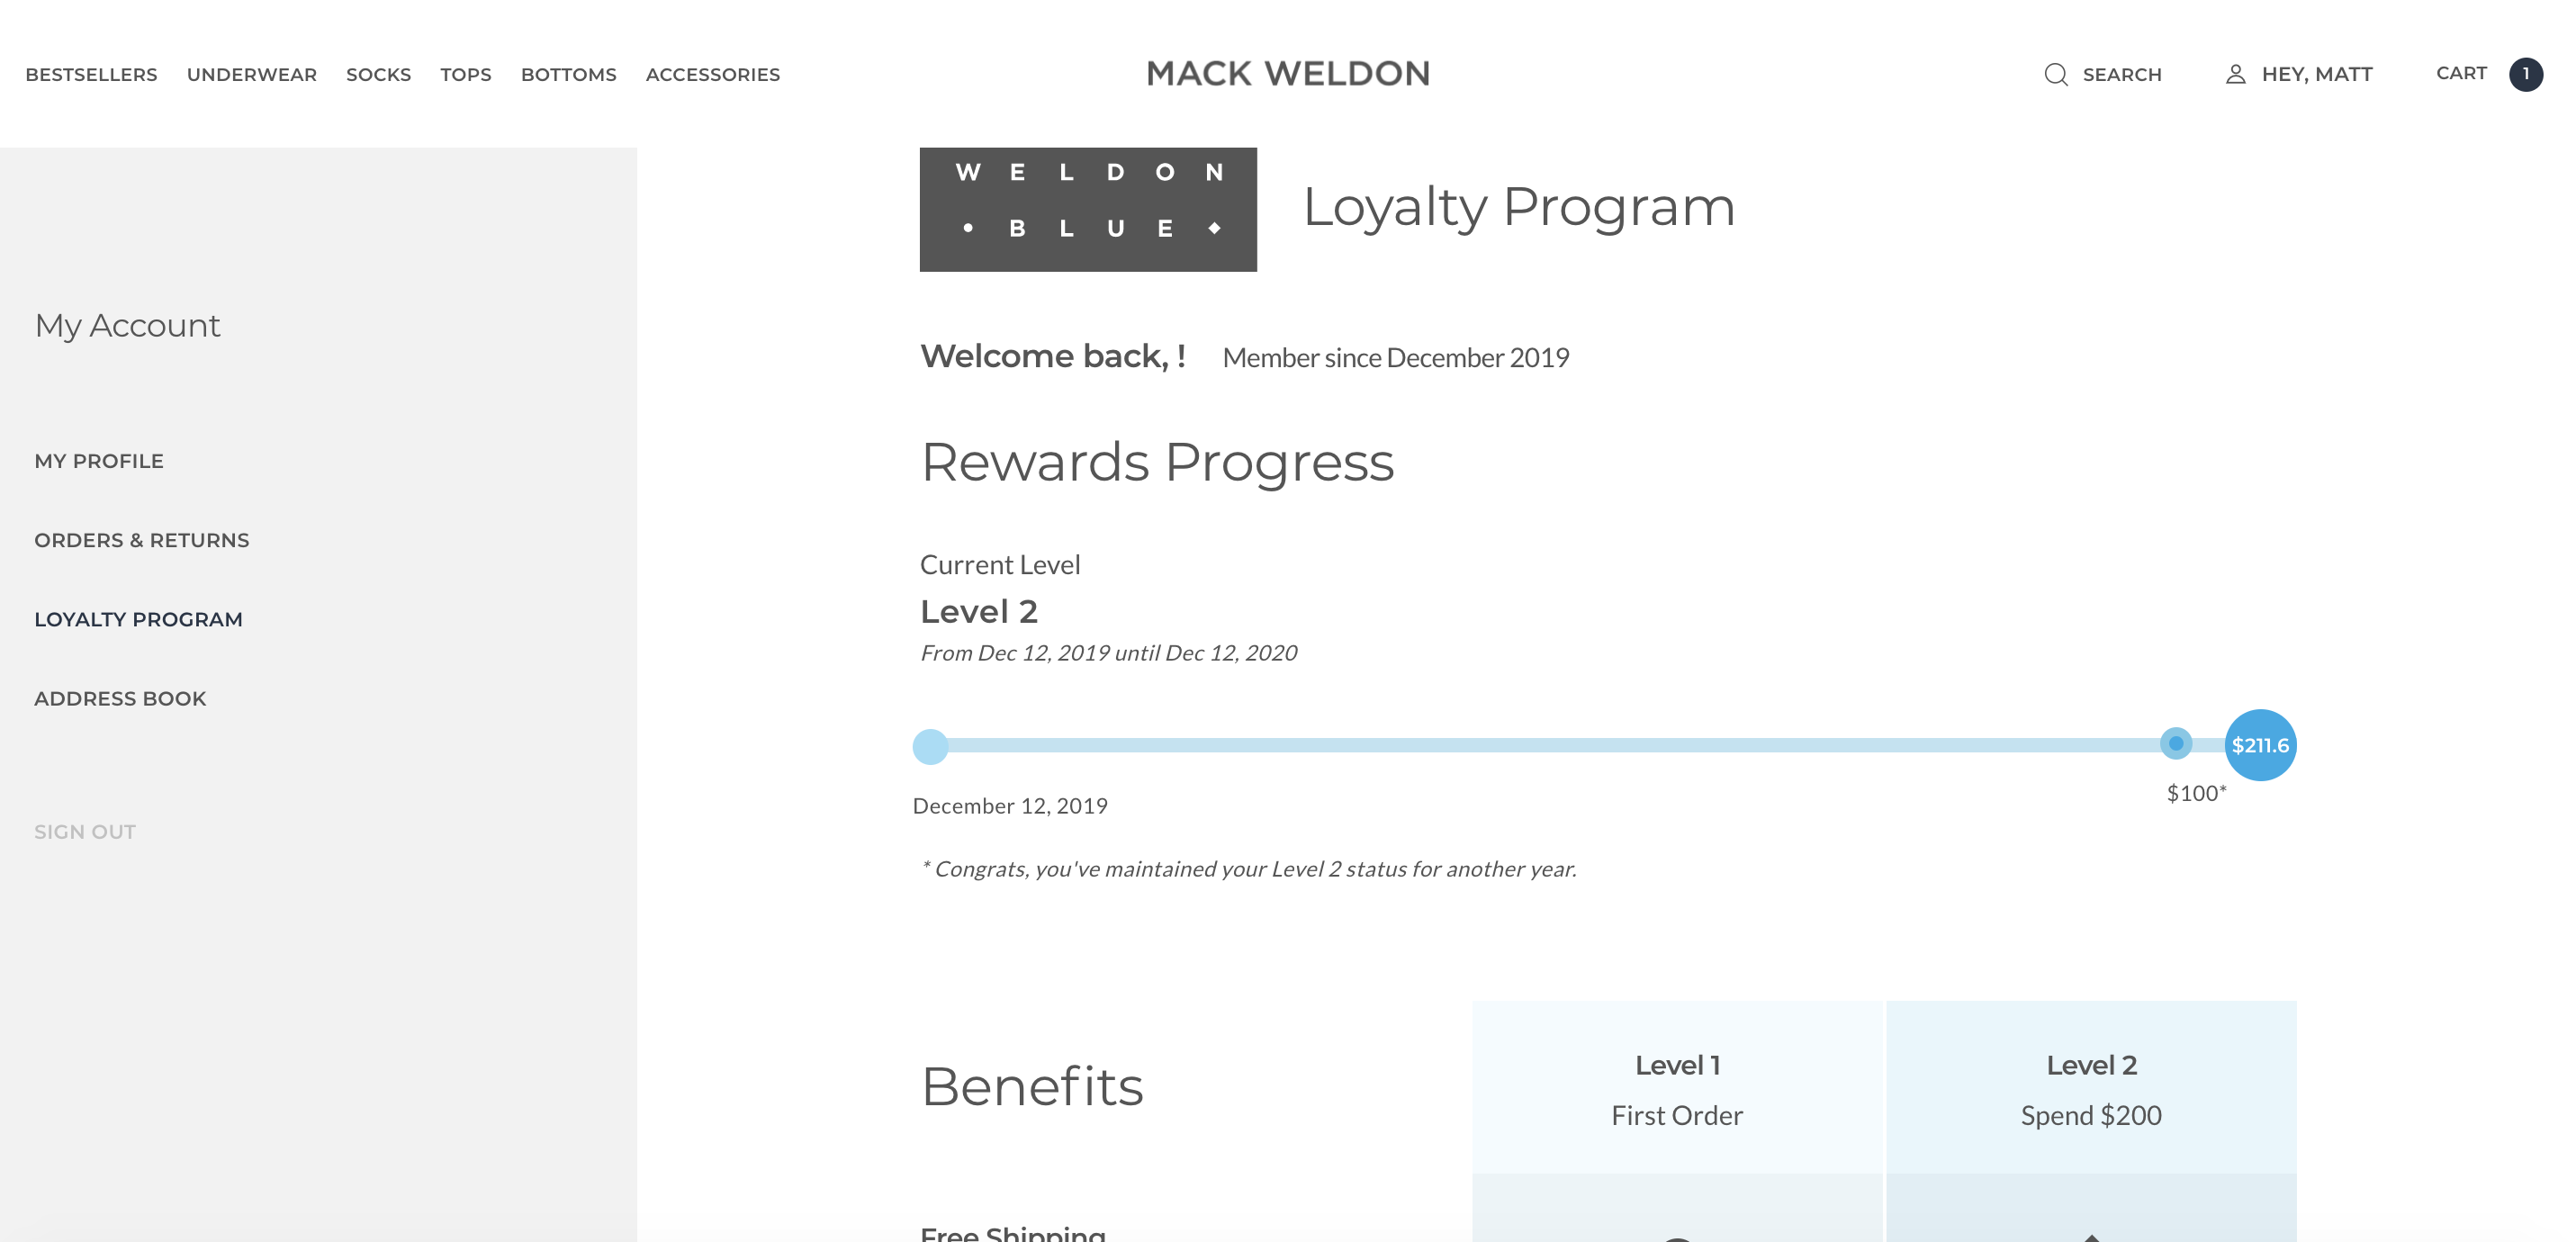 BESTSELLERS UNDERWEAR SOCKS TOPS BOTTOMS ACCESSORIES
MACK WELDON
SEARCH HEY, MATT CART 1
My Account
MY PROFILE
ORDERS & RETURNS
LOYALTY PROGRAM
ADDRESS BOOK
SIGN OUT
WELDON
BLUE
Loyalty Program
Welcome back, ! Member since December 2019
Rewards Progress
Current Level
Level 2
From Dec 12, 2019 until Dec 12, 2020
$211.6
$100*
December 12, 2019
* Congrats, you've maintained your Level 2 status for another year.
Benefits
Level 1
First Order
Level 2
Spend $200
Free Shipping